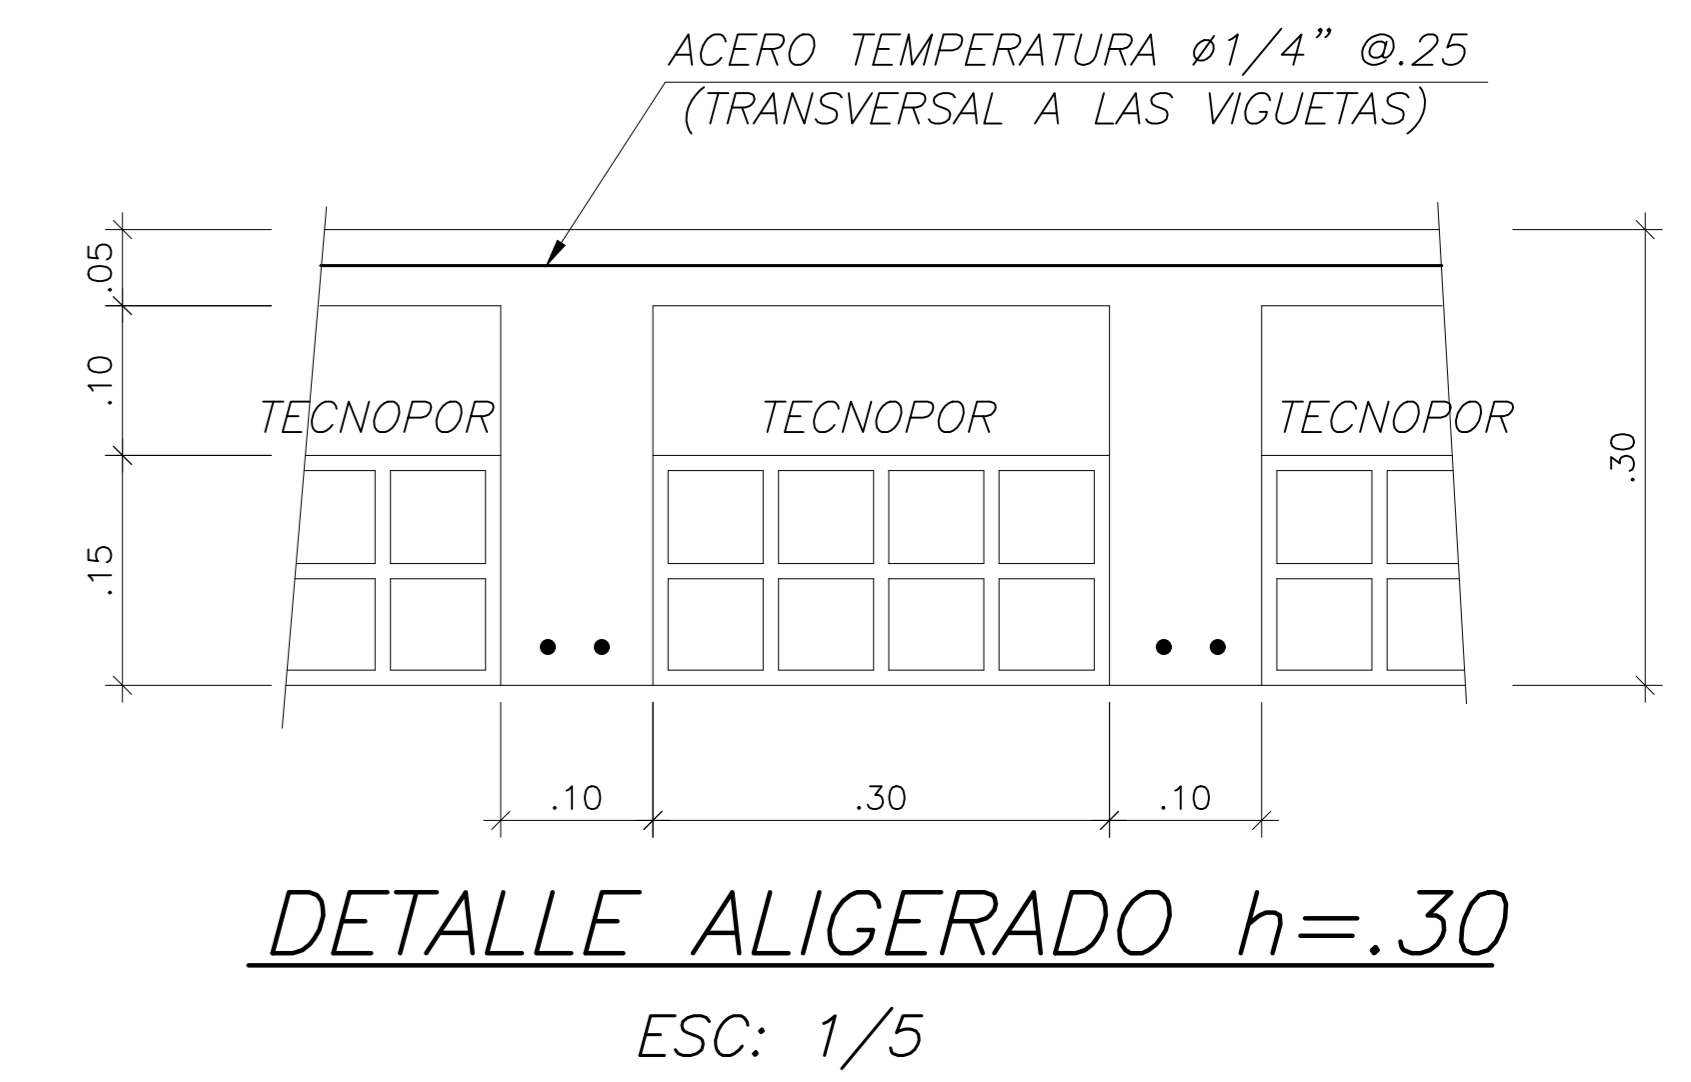 ACERO TEMPERATURA ø1/4” @.25
(TRANSVERSAL A LAS VIGUETAS)
.05
.10
.15
TECNOPOR
TECNOPOR
TECNOPOR
.30
.10
.30
.10
DETALLE ALIGERADO h=.30
ESC: 1/5